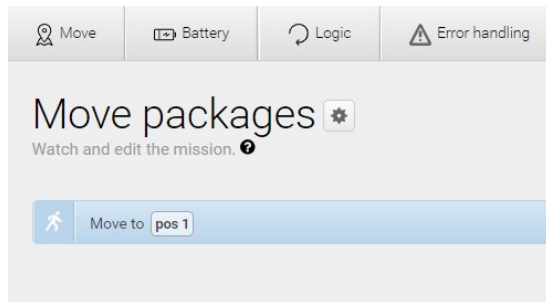 Move Battery Logic Error handling
Move packages
Watch and edit the mission. ?
Move to pos 1